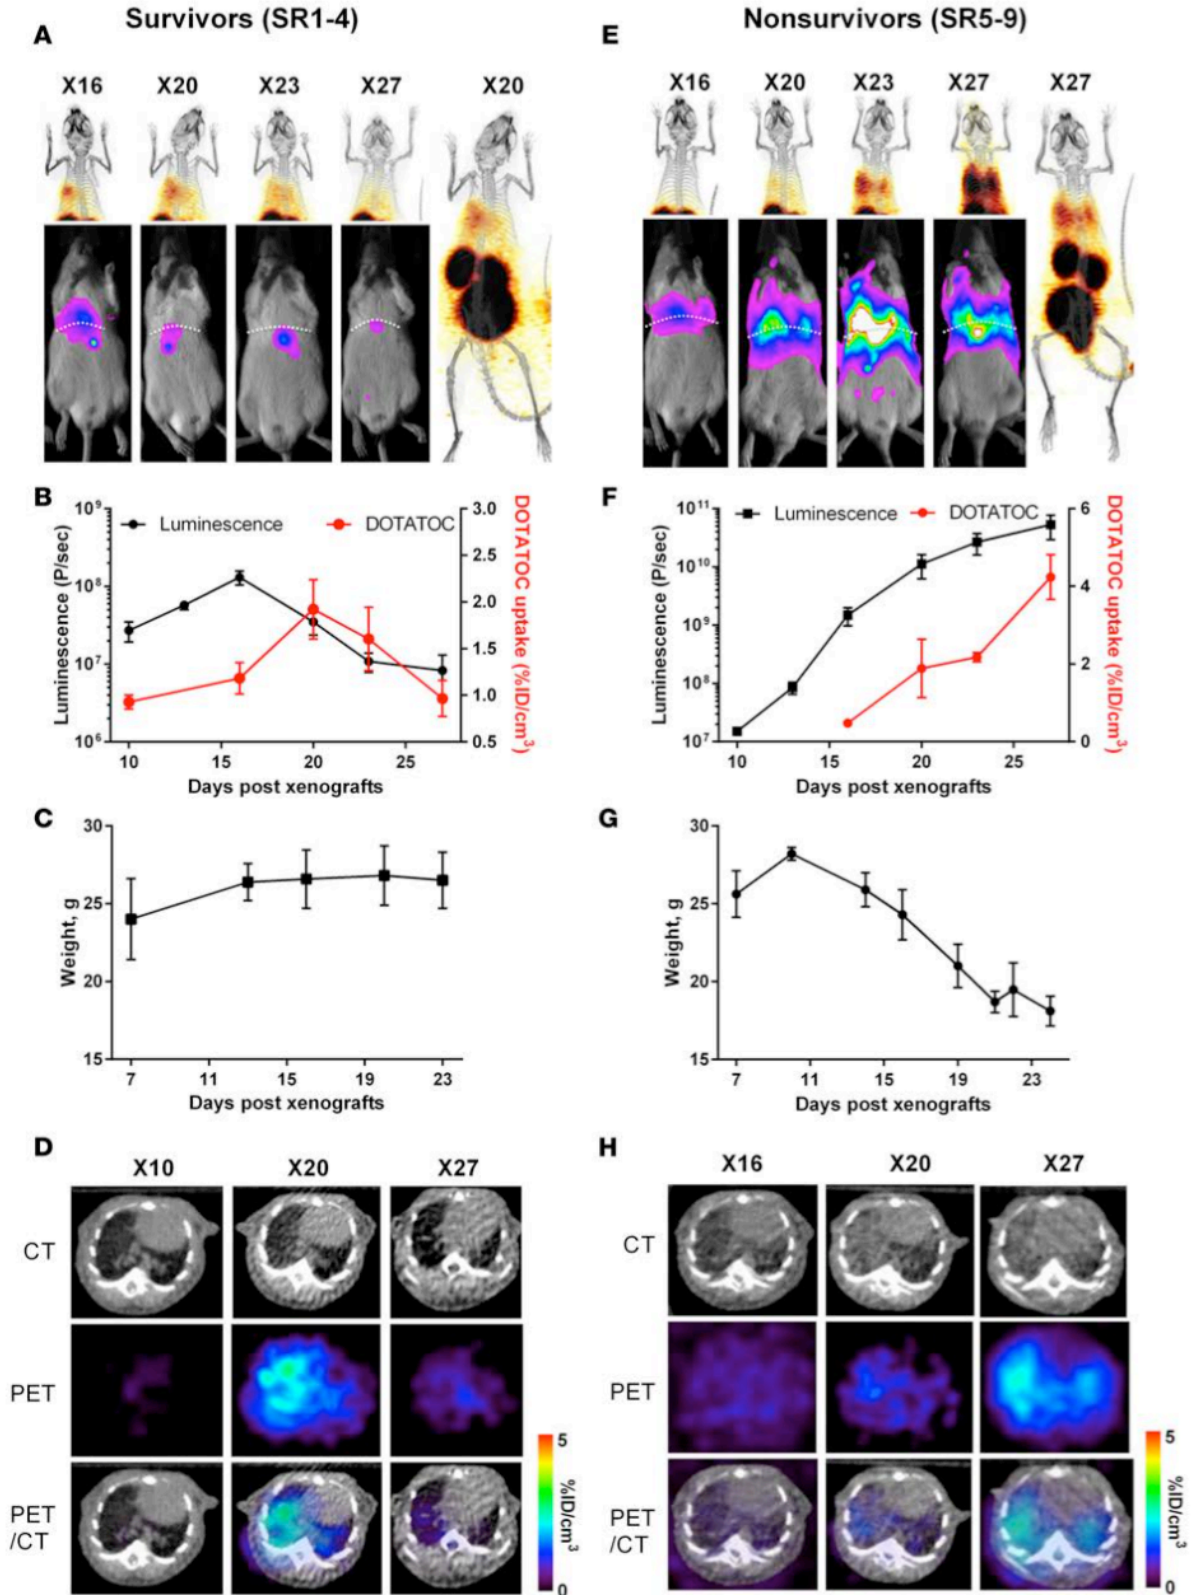 Survivors (SR1-4)
Nonsurvivors (SR5-9)
A
X16 X20 X23 X27 X20
E
X16 X20 X23 X27 X27
B
Luminescence DOTATOC
Luminescence (P/sec)
10⁹
10⁸
10⁷
10⁶
3.0
2.5
2.0
1.5
1.0
0.5
DOTATOC uptake (%ID/cm³)
10 15 20 25
Days post xenografts
F
Luminescence DOTATOC
Luminescence (P/sec)
10¹¹
10¹⁰
10⁹
10⁸
10⁷
6
4
2
0
DOTATOC uptake (%ID/cm³)
10 15 20 25
Days post xenografts
C
Weight, g
30
25
20
15
7 11 15 19 23
Days post xenografts
G
Weight, g
30
25
20
15
7 11 15 19 23
Days post xenografts
D
X10 X20 X27
CT
PET
PET
/CT
5
%ID/cm³
0
H
X16 X20 X27
CT
PET
PET
/CT
5
%ID/cm³
0